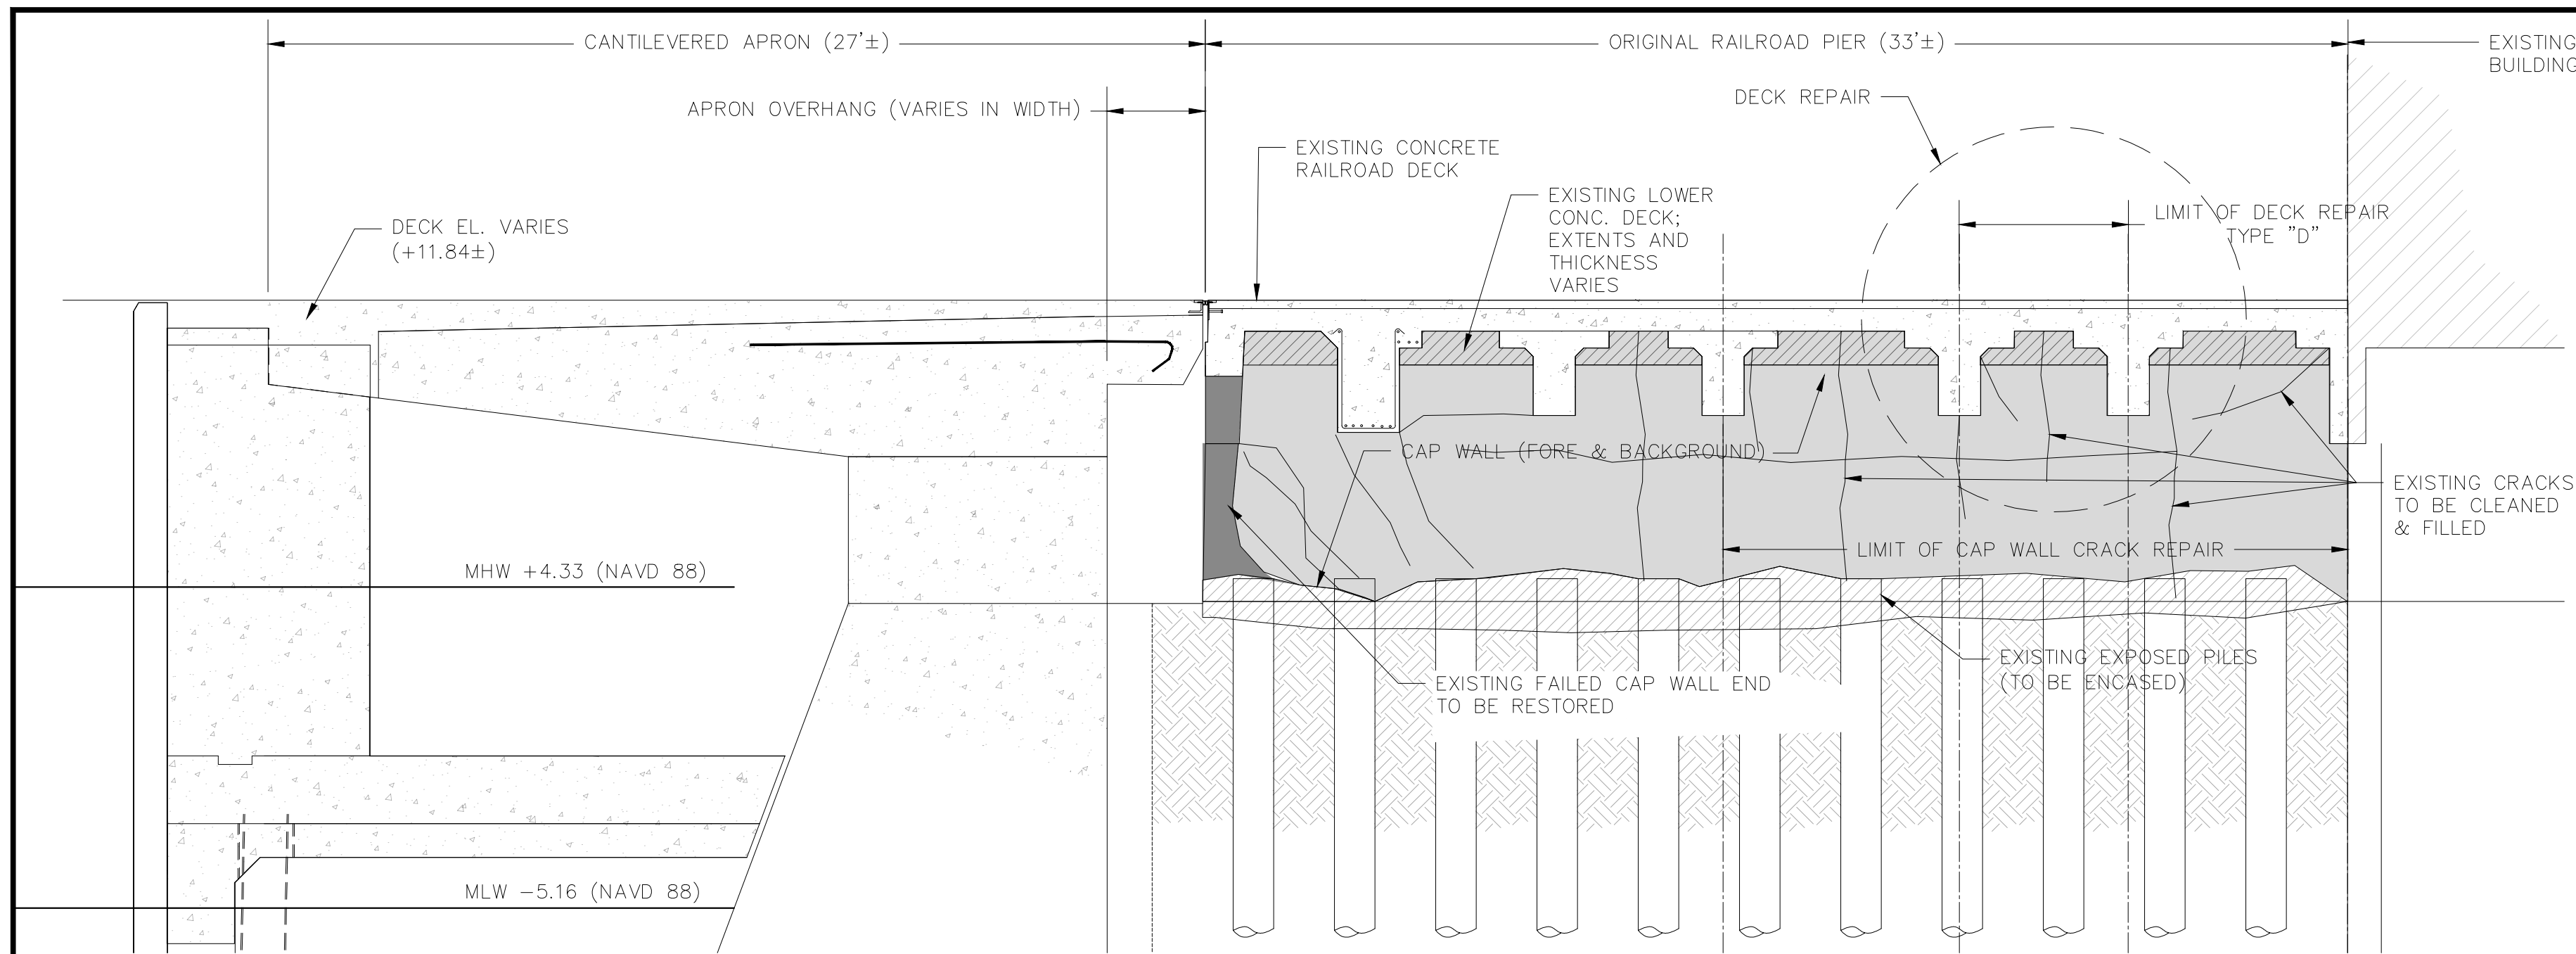 CANTILEVERED APRON (27'±)
ORIGINAL RAILROAD PIER (33'±)
EXISTING
BUILDING
APRON OVERHANG (VARIES IN WIDTH)
DECK REPAIR
EXISTING CONCRETE
RAILROAD DECK
EXISTING LOWER
CONC. DECK;
EXTENTS AND
THICKNESS
VARIES
LIMIT OF DECK REPAIR
TYPE "D"
DECK EL. VARIES
(+11.84±)
CAP WALL (FORE & BACKGROUND)
EXISTING CRACKS
TO BE CLEANED
& FILLED
LIMIT OF CAP WALL CRACK REPAIR
MHW +4.33 (NAVD 88)
EXISTING EXPOSED PILES
(TO BE ENCASED)
EXISTING FAILED CAP WALL END
TO BE RESTORED
MLW -5.16 (NAVD 88)